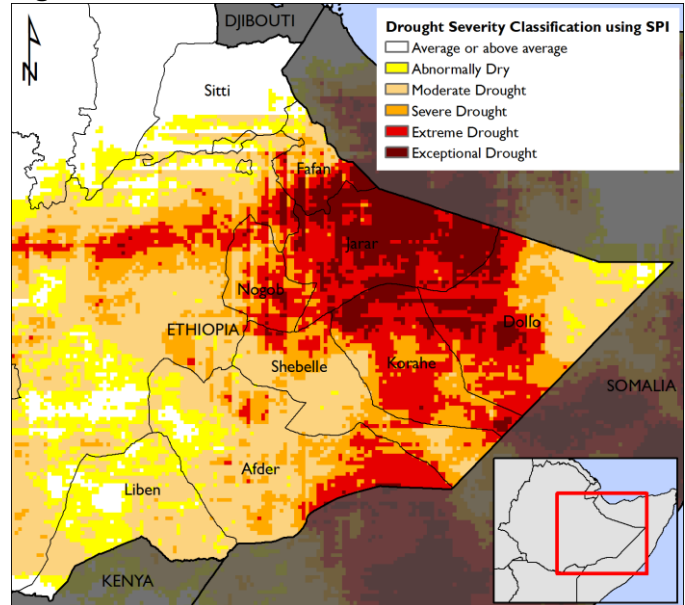 DJIBOUTI
Drought Severity Classification using SPI
Average or above average
Abnormally Dry
Moderate Drought
Severe Drought
Extreme Drought
Exceptional Drought
N
Sitti
Fafan
Jarar
Nogob
ETHIOPIA
Dollo
Shebelle
Korahe
SOMALIA
Afder
Liben
KENYA